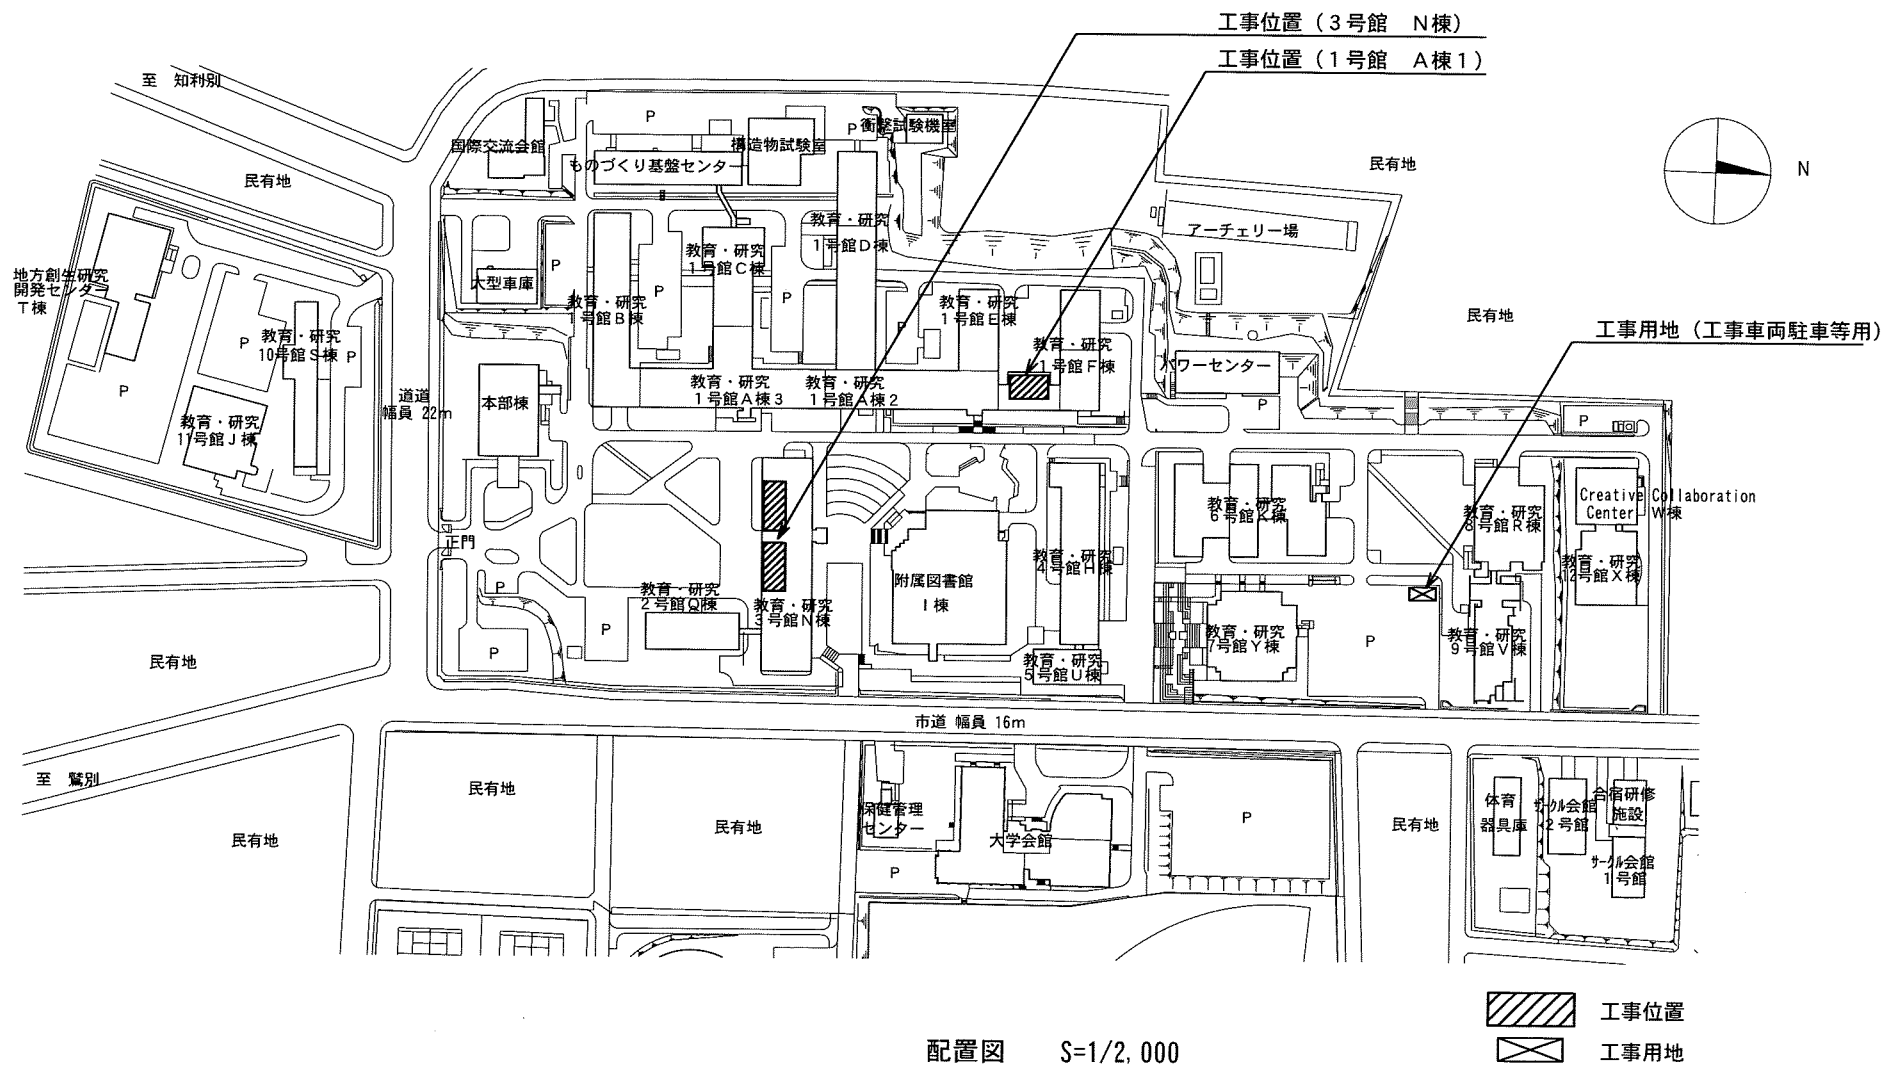 工事位置（３号館　Ｎ棟）
工事位置（１号館　Ａ棟１）
至　知利別
P
P
衝撃試験機室
国際交流会館
構造物試験室
ものづくり基盤センター
民有地
民有地
N
教育・研究
１号館Ｄ棟
アーチェリー場
教育・研究
１号館Ｃ棟
P
地方創生研究
開発センター
Ｔ棟
大型車庫
P
P
教育・研究
１号館Ｂ棟
教育・研究
１号館Ｅ棟
P
民有地
工事用地（工事車両駐車等用）
教育・研究
10号館Ｓ棟
P
P
教育・研究
１号館Ｆ棟
パワーセンター
P
道道
幅員 22m
本部棟
教育・研究
１号館Ａ棟３
教育・研究
１号館Ａ棟２
P
P
教育・研究
11号館Ｊ棟
Creative Collaboration
Center　Ｗ棟
教育・研究
６号館Ｋ棟
教育・研究
８号館Ｒ棟
正門
教育・研究
４号館Ｈ棟
教育・研究
12号館Ｘ棟
P
附属図書館
Ｉ棟
教育・研究
２号館Ｑ棟
教育・研究
３号館Ｎ棟
P
P
教育・研究
７号館Ｙ棟
P
教育・研究
９号館Ｖ棟
民有地
教育・研究
５号館Ｕ棟
市道 幅員 16m
至　鷲別
民有地
民有地
民有地
保健管理
センター
大学会館
P
P
民有地
体育
器具庫
ｻｰｸﾙ会館
２号館
合宿研修
施設
ｻｰｸﾙ会館
１号館
工事位置
工事用地
配置図　　S=1/2,000